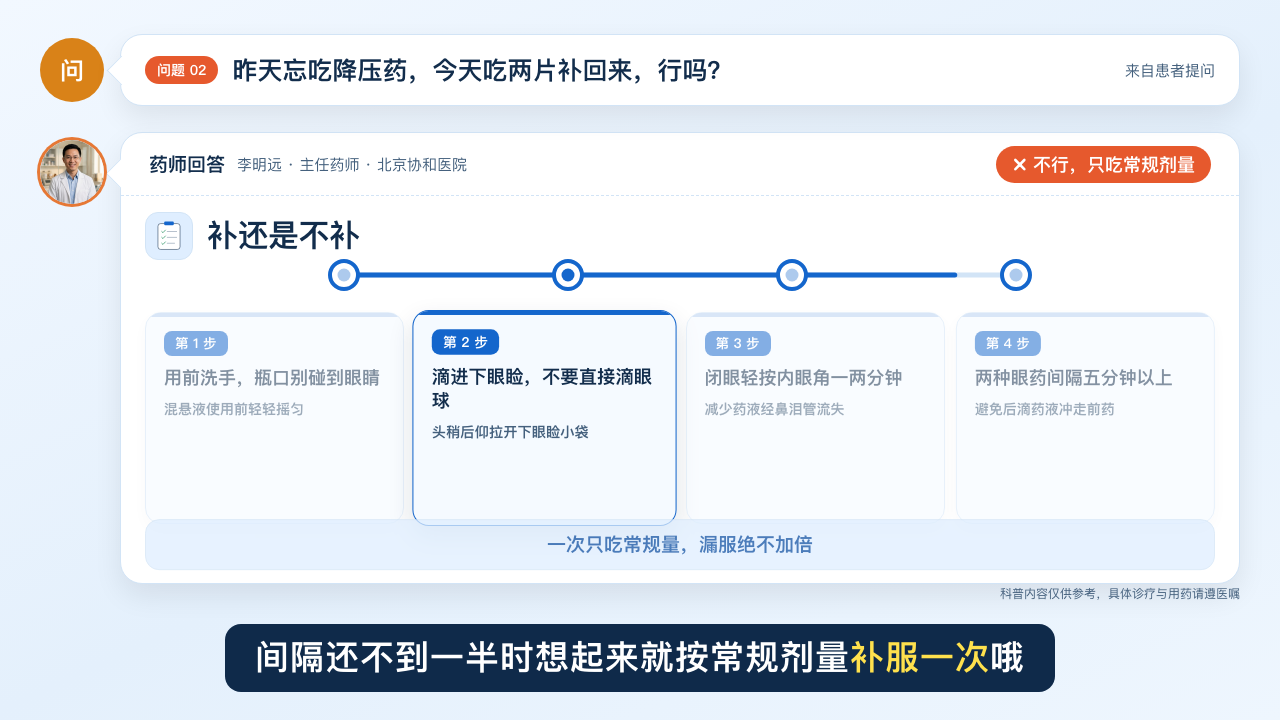 问
问题 02
昨天忘吃降压药，今天吃两片补回来，行吗？
来自患者提问
药师回答
李明远 · 主任药师 · 北京协和医院
不行，只吃常规剂量
补还是不补
第 1 步
用前洗手，瓶口别碰到眼睛
混悬液使用前轻轻摇匀
第 2 步
滴进下眼睑，不要直接滴眼
球
头稍后仰拉开下眼睑小袋
第 3 步
闭眼轻按内眼角一两分钟
减少药液经鼻泪管流失
第 4 步
两种眼药间隔五分钟以上
避免后滴药液冲走前药
一次只吃常规量，漏服绝不加倍
科普内容仅供参考，具体诊疗与用药请遵医嘱
间隔还不到一半时想起来就按常规剂量补服一次哦